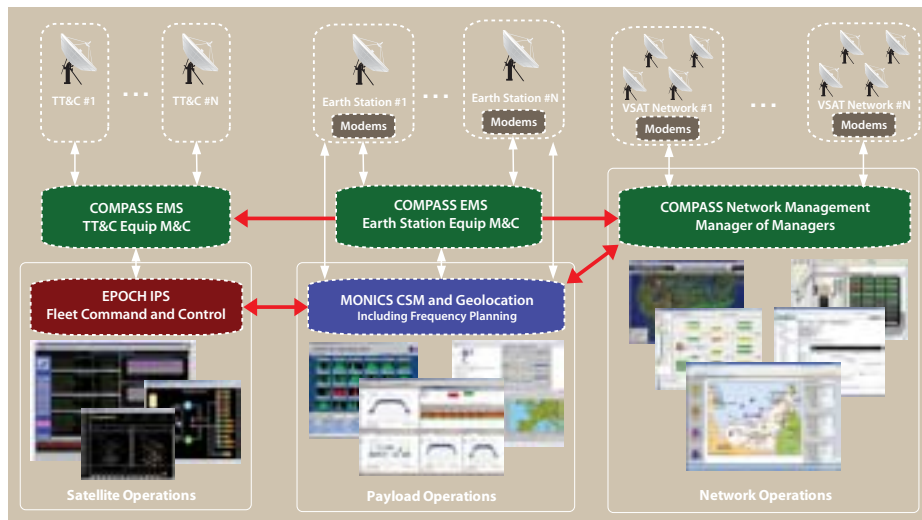 TT&C #1
...
TT&C #N
Earth Station #1
Modems
...
Earth Station #N
Modems
VSAT Network #1
Modems
...
VSAT Network #N
Modems
COMPASS EMS
TT&C Equip M&C
COMPASS EMS
Earth Station Equip M&C
COMPASS Network Management
Manager of Managers
EPOCH IPS
Fleet Command and Control
MONICS CSM and Geolocation
Including Frequency Planning
Satellite Operations
Payload Operations
Network Operations